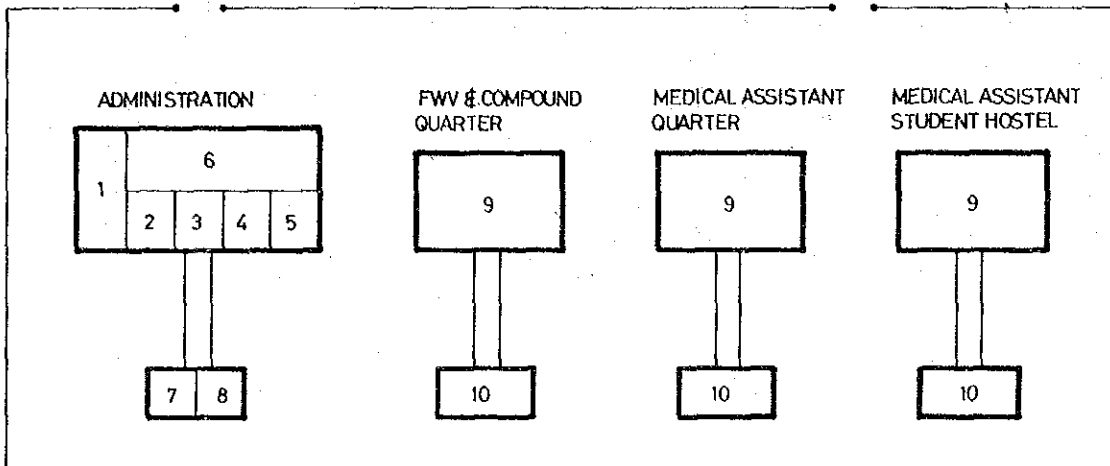 ADMINISTRATION
FWV & COMPOUND
QUARTER
MEDICAL ASSISTANT
QUARTER
MEDICAL ASSISTANT
STUDENT HOSTEL
6
1
2 3 4 5
9
9
9
7 8
10
10
10